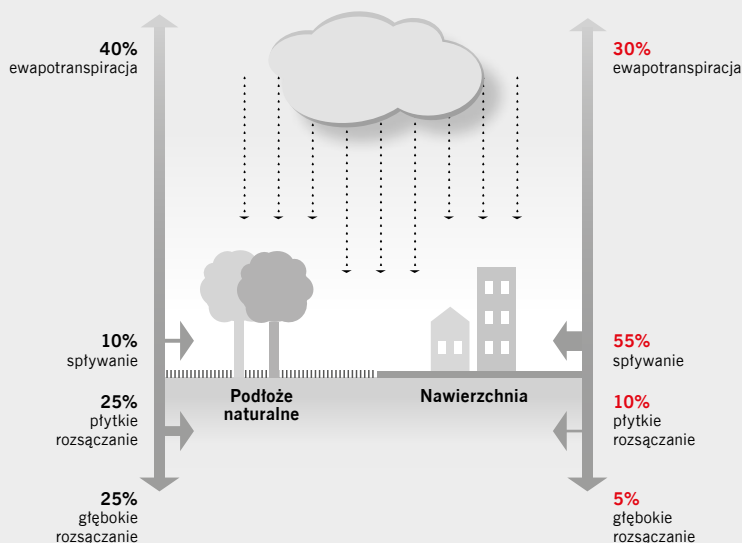 40%
ewapotranspiracja
10%
spływanie
25%
płytkie
rozsączanie
25%
głębokie
rozsączanie
Podłoże
naturalne
Nawierzchnia
30%
ewapotranspiracja
55%
spływanie
10%
płytkie
rozsączanie
5%
głębokie
rozsączanie